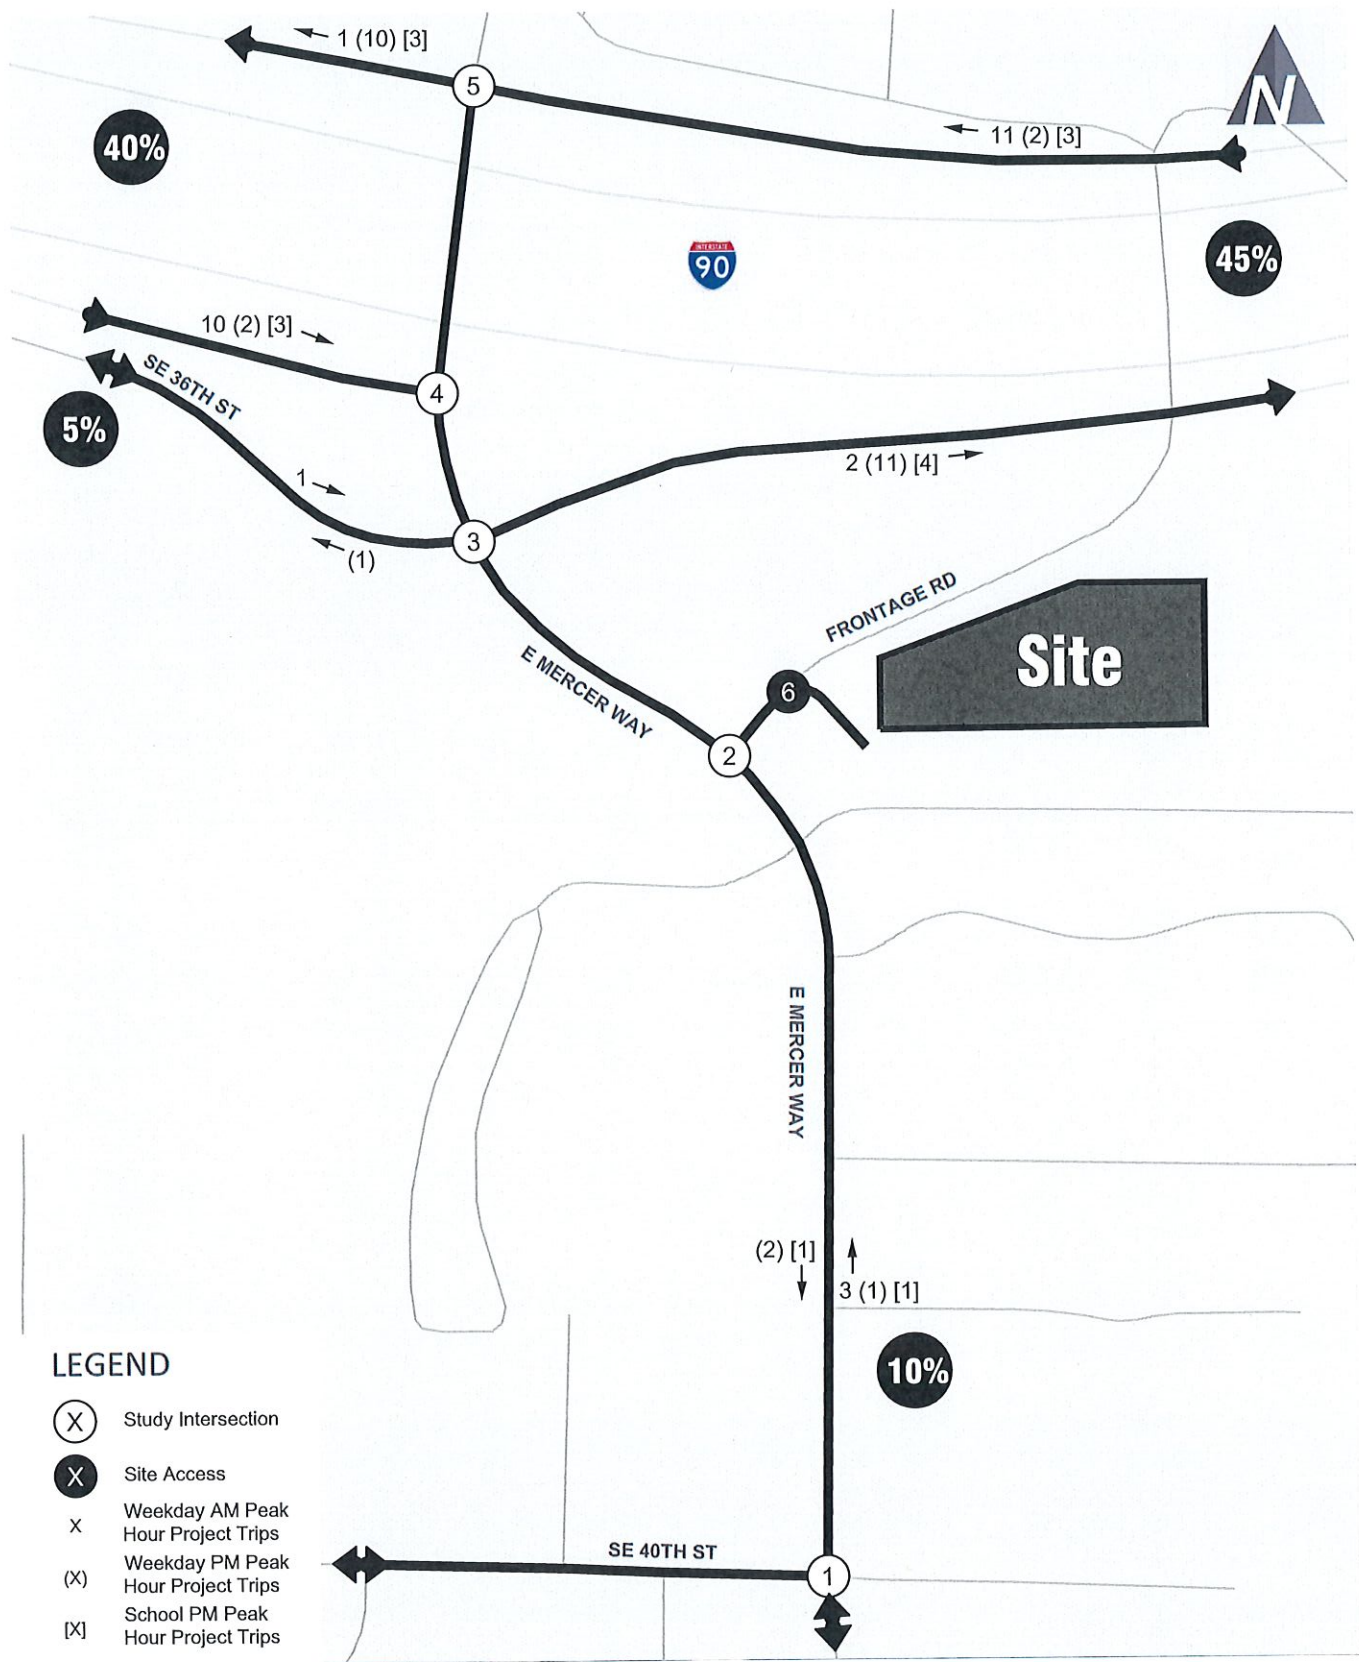 1 (10) [3]
5
N
40%
11 (2) [3]
INTERSTATE
90
45%
10 (2) [3]
SE 36TH ST
4
5%
2 (11) [4]
1
3
(1)
FRONTAGE RD
Site
E MERCER WAY
6
2
E MERCER WAY
(2) [1]
3 (1) [1]
10%
LEGEND
X Study Intersection
X Site Access
X Weekday AM Peak
Hour Project Trips
(X) Weekday PM Peak
Hour Project Trips
[X] School PM Peak
Hour Project Trips
SE 40TH ST
1